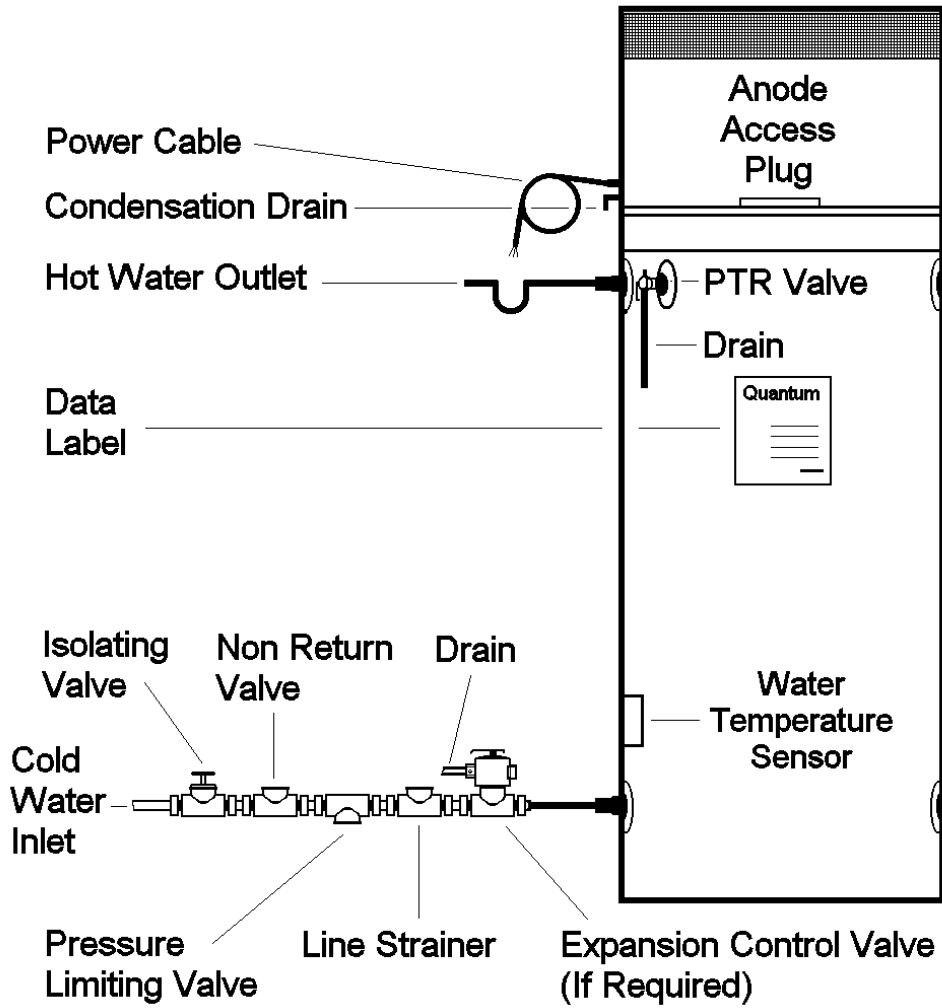 Anode
Access
Plug
Power Cable
Condensation Drain
Hot Water Outlet
PTR Valve
Drain
Data
Label
Quantum
Isolating
Valve
Non Return
Valve
Drain
Water
Temperature
Sensor
Cold
Water
Inlet
Pressure
Limiting Valve
Line Strainer
Expansion Control Valve
(If Required)